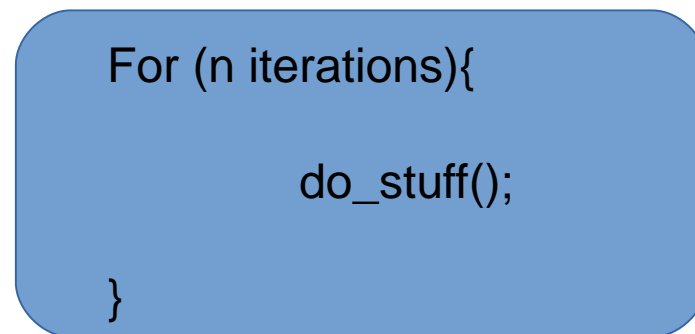 For (n iterations){
do_stuff();
}